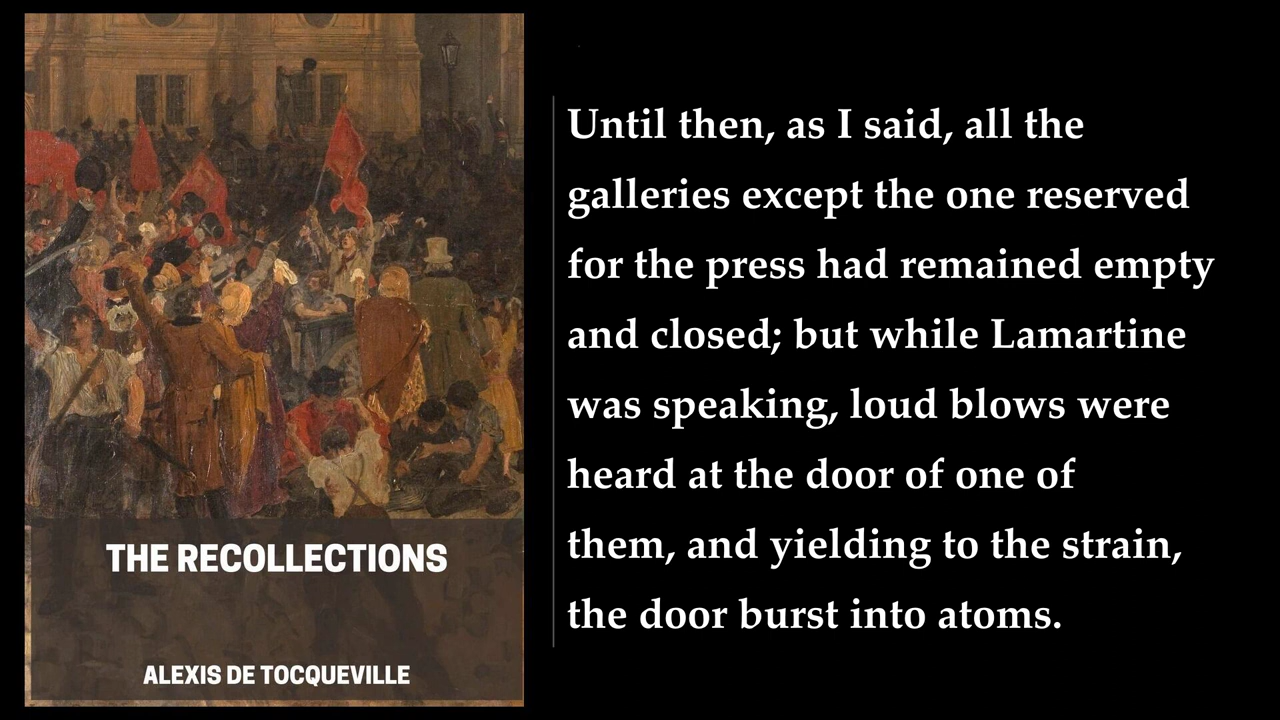 THE RECOLLECTIONS
ALEXIS DE TOCQUEVILLE
Until then, as I said, all the
galleries except the one reserved
for the press had remained empty
and closed; but while Lamartine
was speaking, loud blows were
heard at the door of one of
them, and yielding to the strain,
the door burst into atoms.